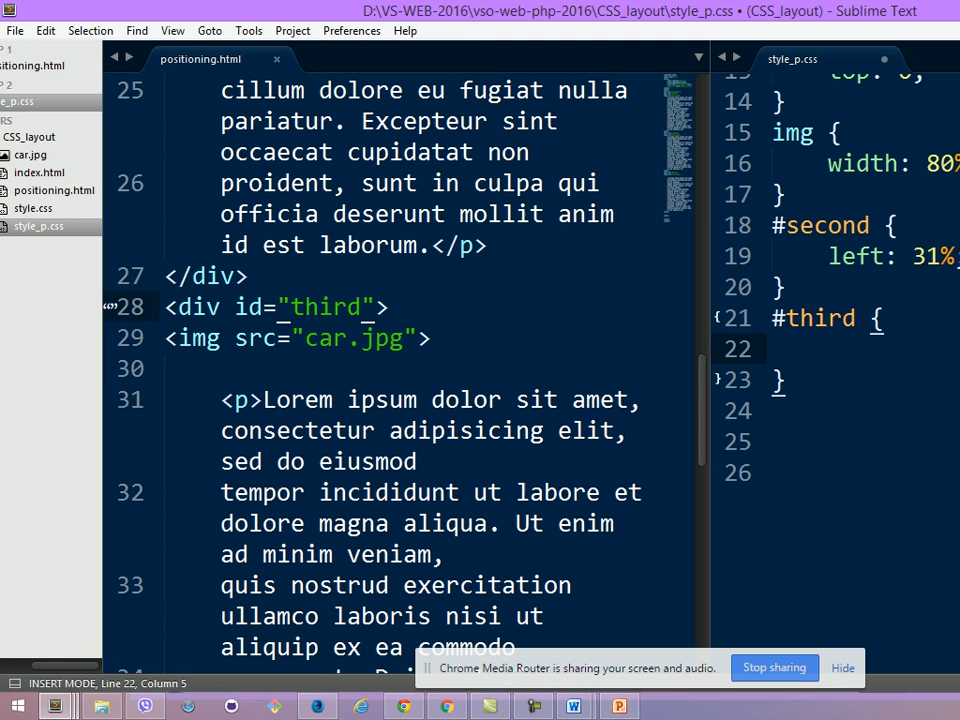 D:\VS-WEB-2016\vso-web-php-2016\CSS_layout\style_p.css • (CSS_layout) - Sublime Text
File Edit Selection Find View Goto Tools Project Preferences Help
P 1
ositioning.html
P 2
le_p.css
RS
CSS_layout
car.jpg
index.html
positioning.html
style.css
style_p.css
positioning.html ×
25 cillum dolore eu fugiat nulla
pariatur. Excepteur sint
occaecat cupidatat non
26 proident, sunt in culpa qui
officia deserunt mollit anim
id est laborum.</p>
27 </div>
28 <div id="third">
29 <img src="car.jpg">
30
31 <p>Lorem ipsum dolor sit amet,
consectetur adipisicing elit,
sed do eiusmod
32 tempor incididunt ut labore et
dolore magna aliqua. Ut enim
ad minim veniam,
33 quis nostrud exercitation
ullamco laboris nisi ut
aliquip ex ea commodo
style_p.css
14 }
15 img {
16 width: 80%
17 }
18 #second {
19 left: 31%;
20 }
21 #third {
22
23 }
24
25
26
Chrome Media Router is sharing your screen and audio. Stop sharing Hide
INSERT MODE, Line 22, Column 5